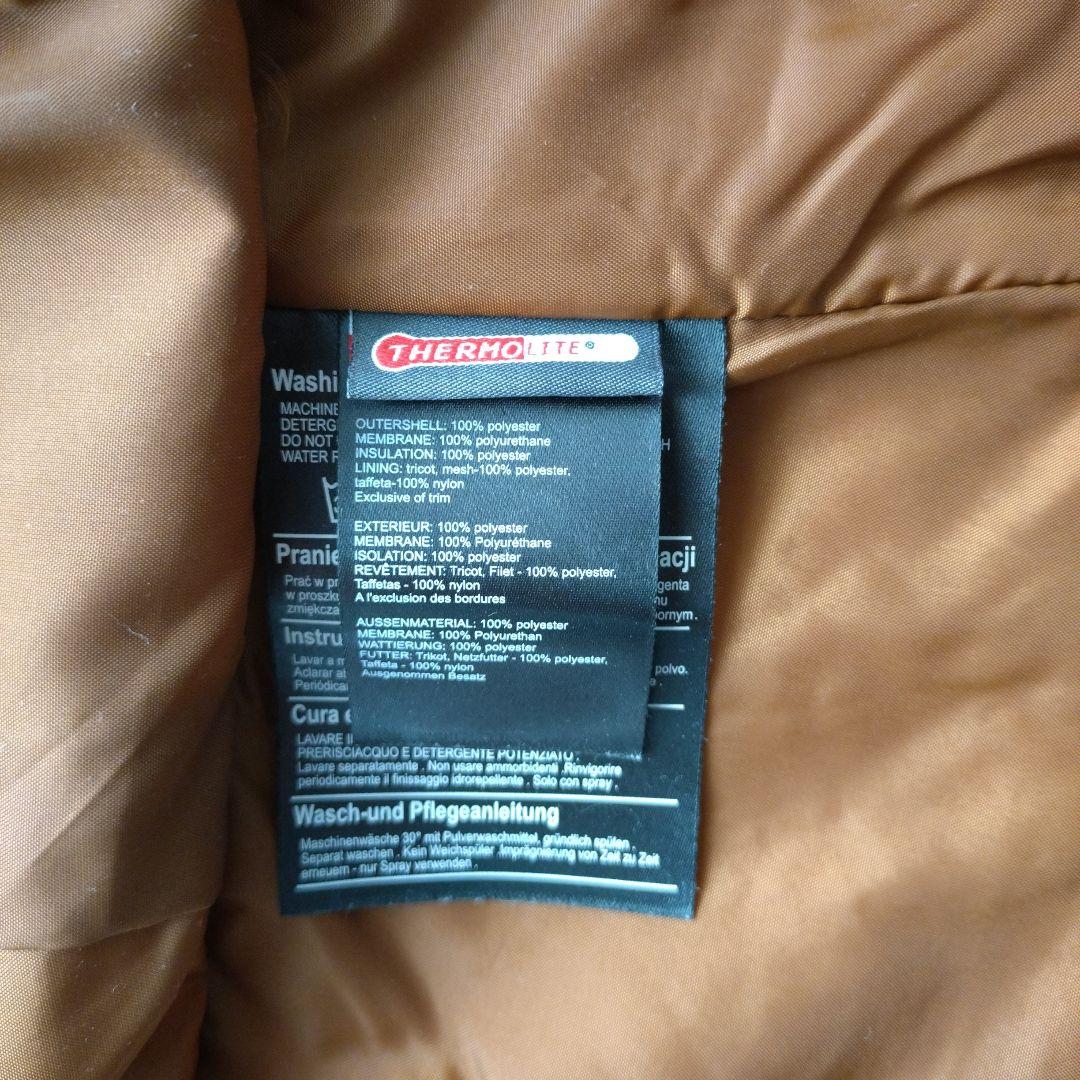 THERMOLITE®
OUTERSHELL: 100% polyester
MEMBRANE: 100% polyurethane
INSULATION: 100% polyester
LINING: tricot, mesh-100% polyester,
taffeta-100% nylon
Exclusive of trim
EXTERIEUR: 100% polyester
MEMBRANE: 100% Polyuréthane
ISOLATION: 100% polyester
REVÊTEMENT: Tricot, Filet - 100% polyester,
Taffetas - 100% nylon
A l'exclusion des bordures
AUSSENMATERIAL: 100% polyester
MEMBRANE: 100% Polyurethan
WATTIERUNG: 100% polyester
FUTTER: Trikot, Netzfutter - 100% polyester,
Taffeta - 100% nylon
Ausgenommen Besatz
Washi
MACHINE
DETERG
DO NOT H
WATER
Pranie acji
Prać w genta
w proszk nu
zmiękcza ornym.
Instru
Lavar a polvo.
Aclarar
Periódica
Cura
LAVARE
PRERISCIACQUO E DETERGENTE POTENZIATO.
Lavare separatamente. Non usare ammorbidenti. Rinvigorire
periodicamente il finissaggio idrorepellente. Solo con spray.
Wasch-und Pflegeanleitung
Maschinenwäsche 30° mit Pulverwaschmittel, gründlich spülen.
Separat waschen. Kein Weichspüler. Imprägnierung von Zeit zu Zeit
erneuern - nur Spray verwenden.